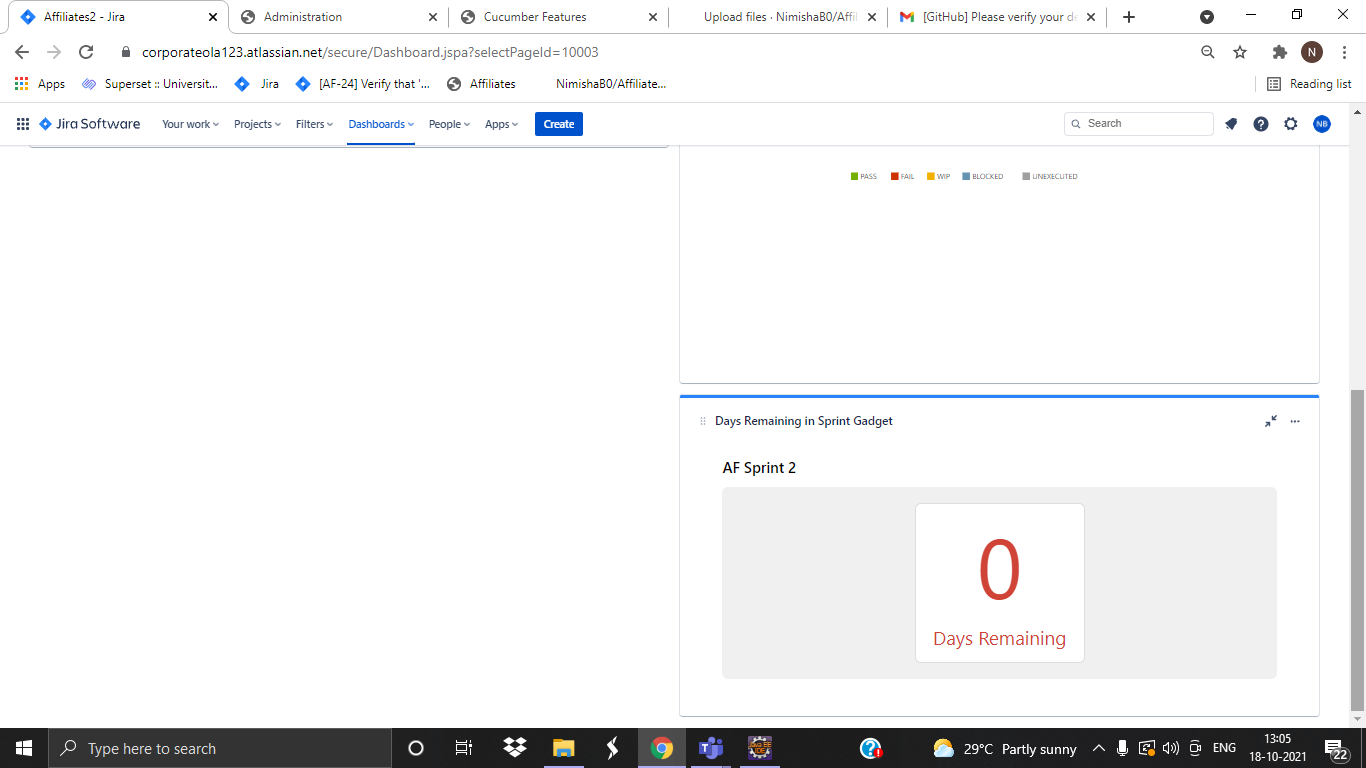 Affiliates2 - Jira
Administration
Cucumber Features
Upload files · NimishaB0/Affil
[GitHub] Please verify your de
corporateola123.atlassian.net/secure/Dashboard.jspa?selectPageId=10003
N
Apps
Superset :: Universit...
Jira
[AF-24] Verify that '...
Affiliates
NimishaB0/Affiliate...
Reading list
Jira Software
Your work
Projects
Filters
Dashboards
People
Apps
Create
Search
NB
PASS
FAIL
WIP
BLOCKED
UNEXECUTED
Days Remaining in Sprint Gadget
AF Sprint 2
0
Days Remaining
Type here to search
29°C Partly sunny
ENG
13:05
18-10-2021
22